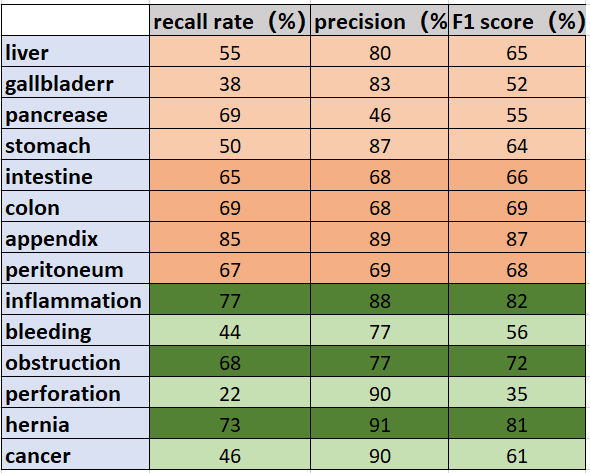 recall rate （%） precision （% F1 score （%）
liver 55 80 65
gallbladerr 38 83 52
pancrease 69 46 55
stomach 50 87 64
intestine 65 68 66
colon 69 68 69
appendix 85 89 87
peritoneum 67 69 68
inflammation 77 88 82
bleeding 44 77 56
obstruction 68 77 72
perforation 22 90 35
hernia 73 91 81
cancer 46 90 61